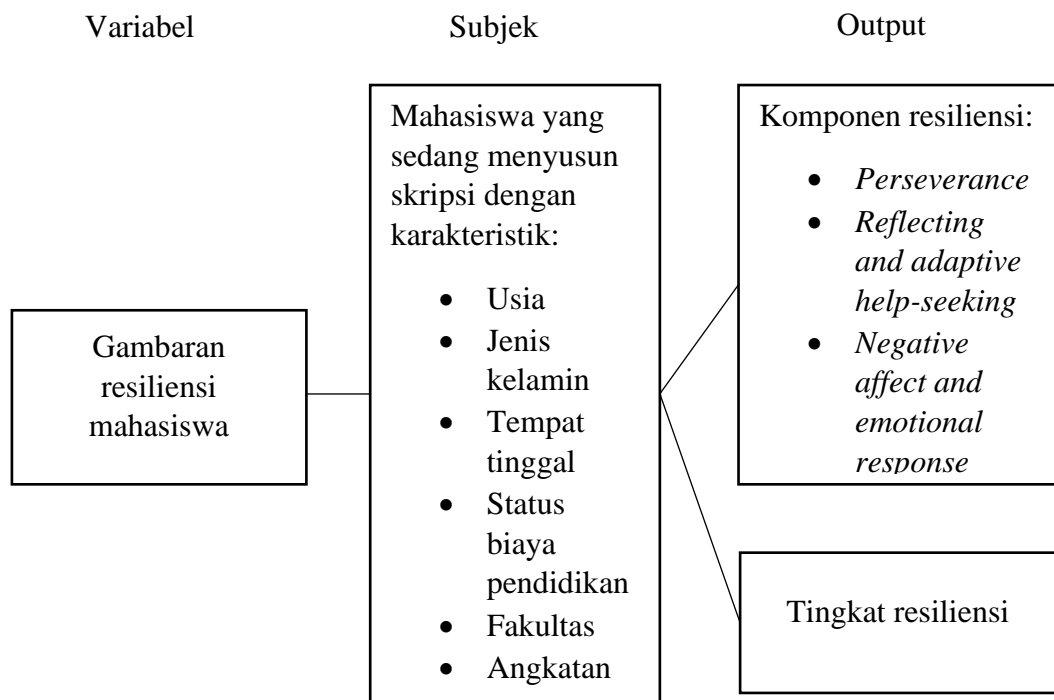 Variabel
Subjek
Output
Gambaran
resiliensi
mahasiswa
Mahasiswa yang
sedang menyusun
skripsi dengan
karakteristik:
• Usia
• Jenis
kelamin
• Tempat
tinggal
• Status
biaya
pendidikan
• Fakultas
• Angkatan
Komponen resiliensi:
• Perseverance
• Reflecting
and adaptive
help-seeking
• Negative
affect and
emotional
response
Tingkat resiliensi